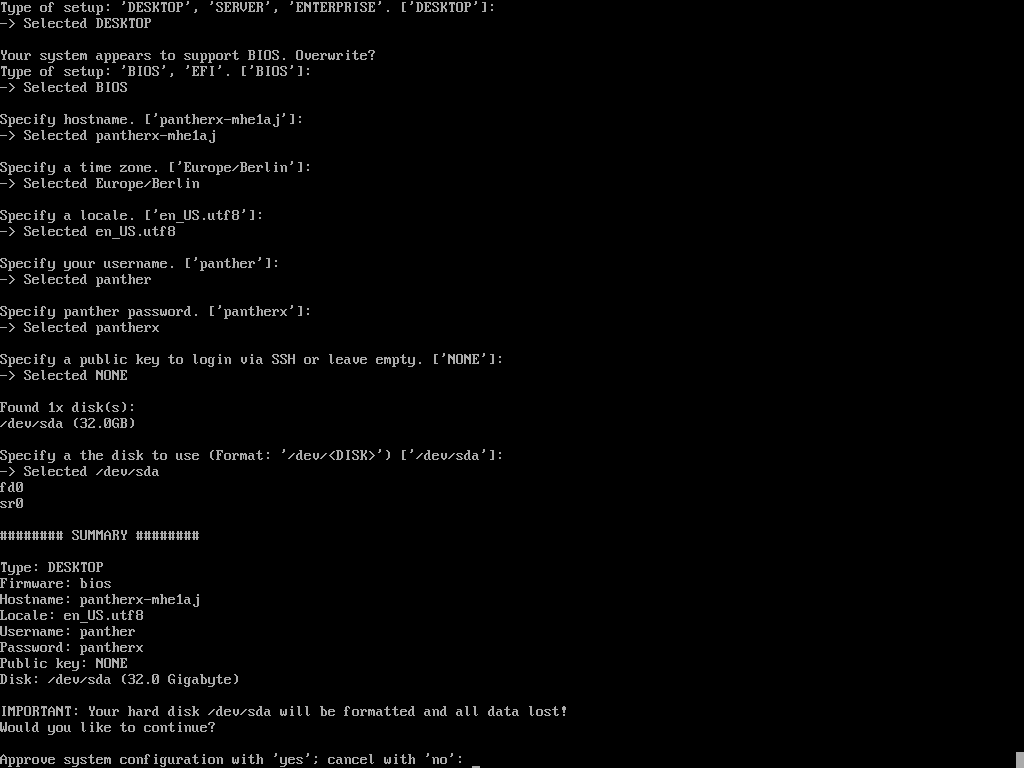 Type of setup: 'DESKTOP', 'SERVER', 'ENTERPRISE'. ['DESKTOP']:
-> Selected DESKTOP
Your system appears to support BIOS. Overwrite?
Type of setup: 'BIOS', 'EFI'. ['BIOS']:
-> Selected BIOS
Specify hostname. ['pantherx-mhe1aj']:
-> Selected pantherx-mhe1aj
Specify a time zone. ['Europe/Berlin']:
-> Selected Europe/Berlin
Specify a locale. ['en_US.utf8']:
-> Selected en_US.utf8
Specify your username. ['panther']:
-> Selected panther
Specify panther password. ['pantherx']:
-> Selected pantherx
Specify a public key to login via SSH or leave empty. ['NONE']:
-> Selected NONE
Found 1x disk(s):
/dev/sda (32.0GB)
Specify a the disk to use (Format: '/dev/<DISK>') ['/dev/sda']:
-> Selected /dev/sda
fd0
sr0
######## SUMMARY ########
Type: DESKTOP
Firmware: bios
Hostname: pantherx-mhe1aj
Locale: en_US.utf8
Username: panther
Password: pantherx
Public key: NONE
Disk: /dev/sda (32.0 Gigabyte)
IMPORTANT: Your hard disk /dev/sda will be formatted and all data lost!
Would you like to continue?
Approve system configuration with 'yes'; cancel with 'no': _